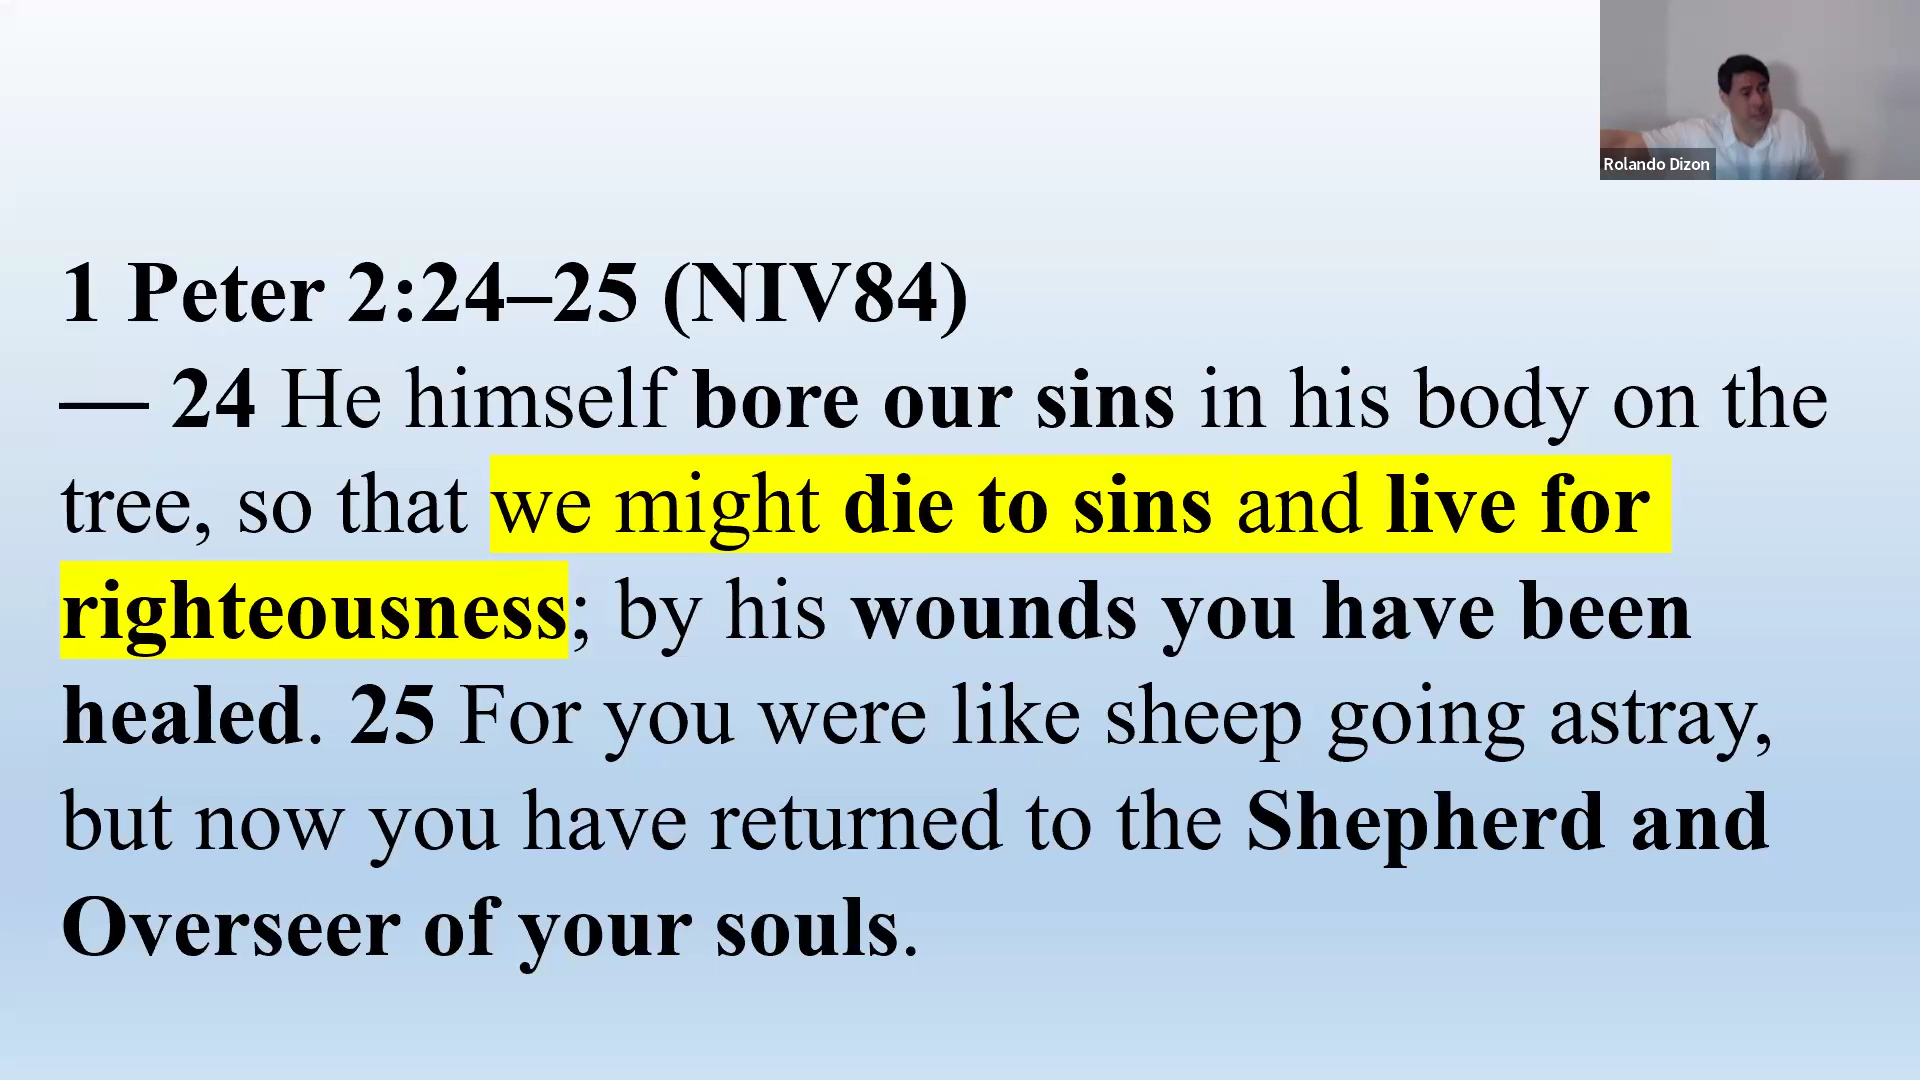 Rolando Dizon
1 Peter 2:24–25 (NIV84)
— 24 He himself bore our sins in his body on the
tree, so that we might die to sins and live for
righteousness; by his wounds you have been
healed. 25 For you were like sheep going astray,
but now you have returned to the Shepherd and
Overseer of your souls.